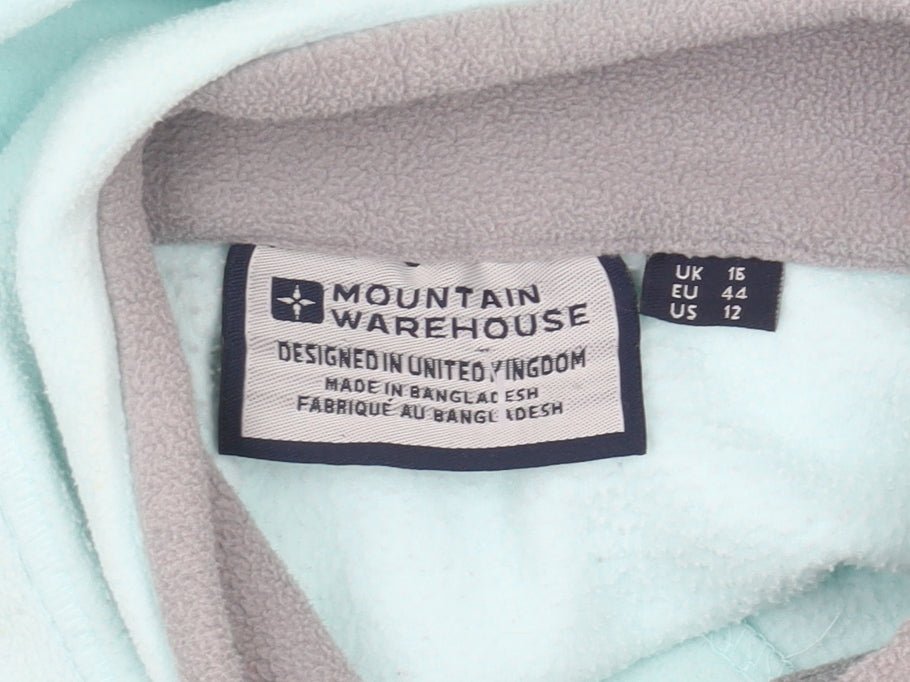 MOUNTAIN
WAREHOUSE
DESIGNED IN UNITED KINGDOM
MADE IN BANGLADESH
FABRIQUÉ AU BANGLADESH
UK 16
EU 44
US 12